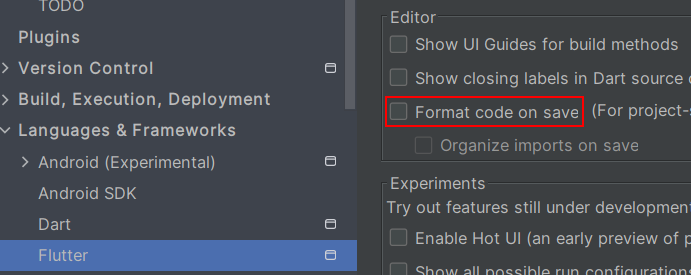 TODO
Plugins
Version Control
Build, Execution, Deployment
Languages & Frameworks
Android (Experimental)
Android SDK
Dart
Flutter
Editor
Show UI Guides for build methods
Show closing labels in Dart source
Format code on save (For project-s
Organize imports on save
Experiments
Try out features still under development
Enable Hot UI (an early preview of p
Show all possible run configurations